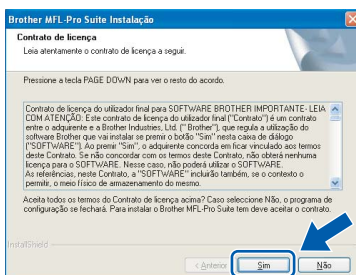 Brother MFL-Pro Suite Instalação
Contrato de licença
Leia atentamente o contrato de licença a seguir.
Pressione a tecla PAGE DOWN para ver o resto do acordo.
Contrato de licença do utilizador final para SOFTWARE BROTHER IMPORTANTE- LEIA
COM ATENÇÃO: Este contrato de licença do utilizador final ("Contrato") é um contrato
entre o adquirente e a Brother Industries, Ltd. ("Brother"), que regula a utilização do
software Brother que vai instalar se premir o botão "Sim" nesta caixa de diálogo
("SOFTWARE"). Ao premir "Sim", o adquirente concorda em ficar vinculado aos termos
deste Contrato. Se não concordar com os termos deste Contrato, não obterá nenhuma
licença para o SOFTWARE. Nesse caso, não poderá utilizar o SOFTWARE.
As referências, neste Contrato, a "SOFTWARE" incluirão também, se o contexto o
permitir, o meio físico de armazenamento do mesmo.
Aceita todos os termos do Contrato de licença acima? Caso seleccione Não, o programa de
configuração se fechará. Para instalar o Brother MFL-Pro Suite tem deve aceitar o contrato.
InstallShield
< Anterior
Sim
Não